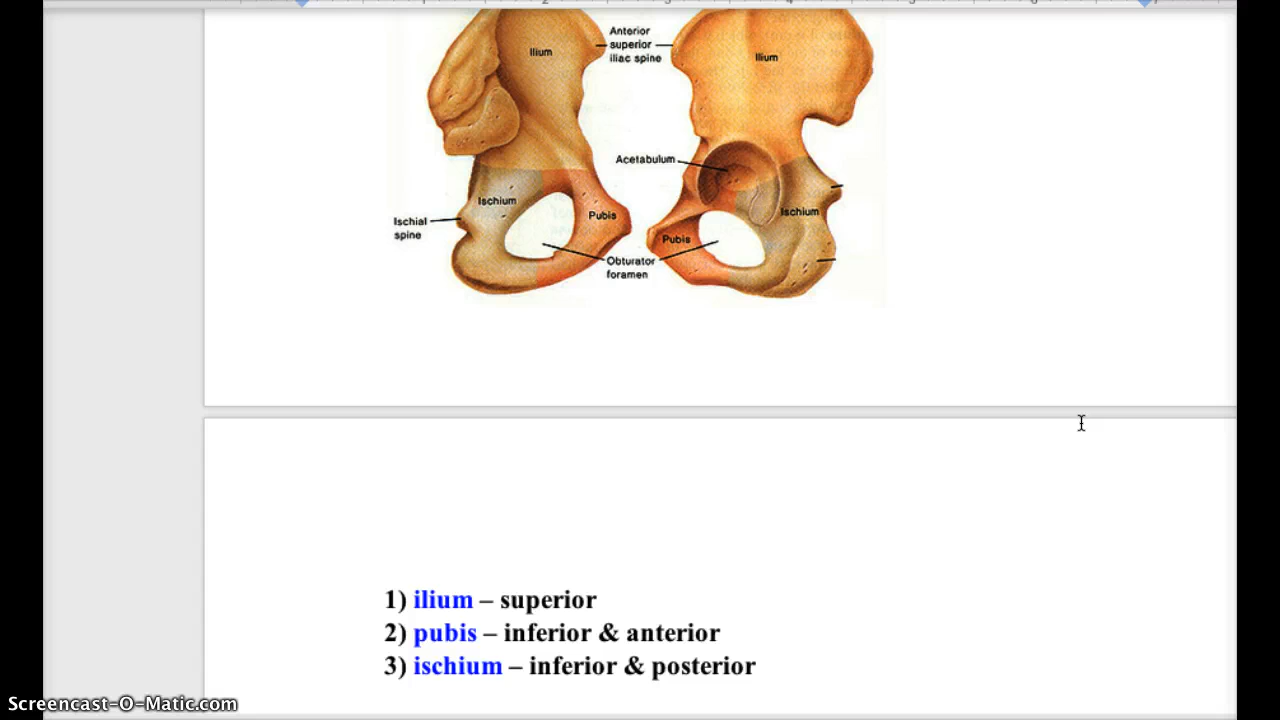 Ilium
Anterior
superior
iliac spine
Ilium
Acetabulum
Ischium
Ischial
spine
Pubis
Pubis
Ischium
Obturator
foramen
1) ilium – superior
2) pubis – inferior & anterior
3) ischium – inferior & posterior
Screencast-O-Matic.com